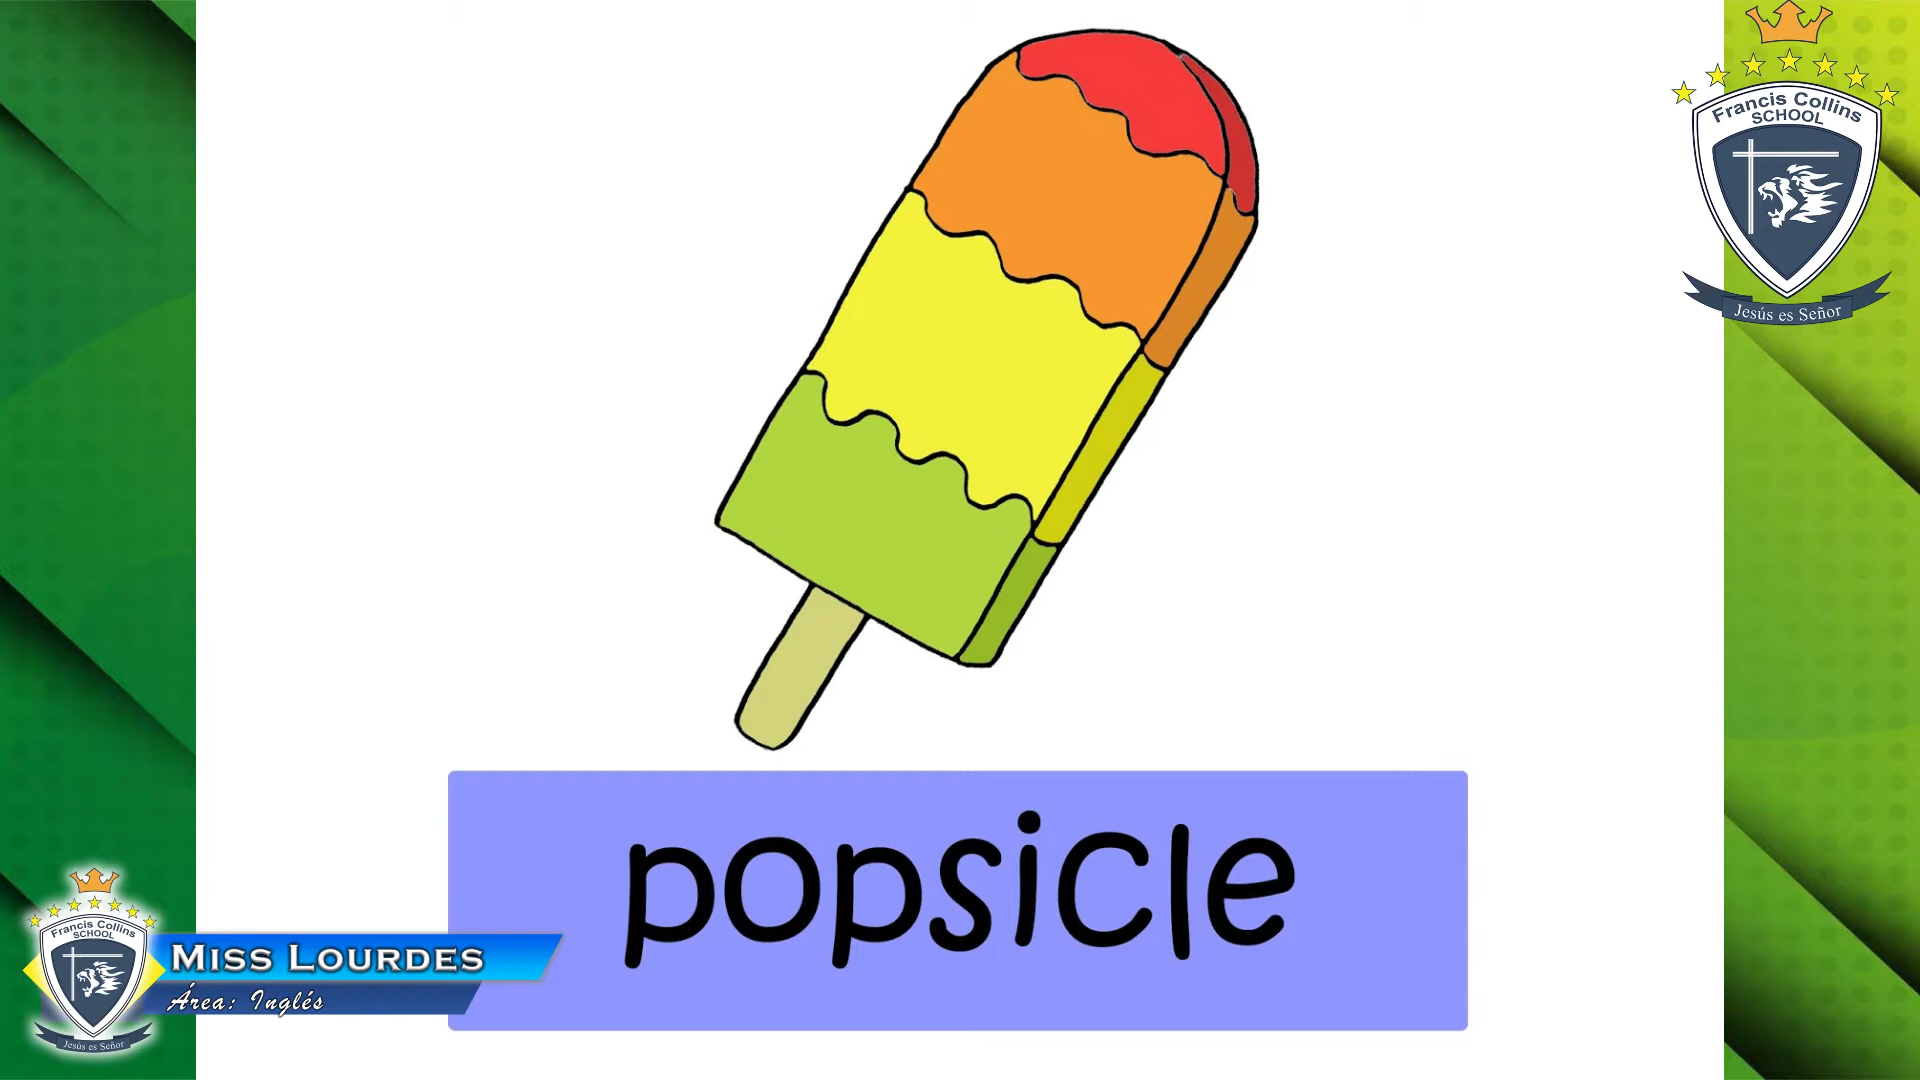 Francis Collins
SCHOOL
Jesús es Señor
popsicle
Francis Collins
SCHOOL
Jesús es Señor
MISS LOURDES
Área: Inglés